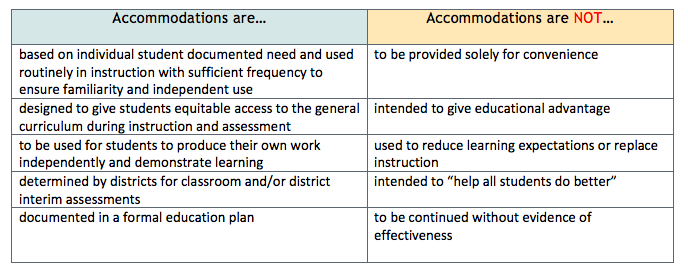 Accommodations are…
Accommodations are NOT…
based on individual student documented need and used
routinely in instruction with sufficient frequency to
ensure familiarity and independent use
to be provided solely for convenience
designed to give students equitable access to the general
curriculum during instruction and assessment
intended to give educational advantage
to be used for students to produce their own work
independently and demonstrate learning
used to reduce learning expectations or replace
instruction
determined by districts for classroom and/or district
interim assessments
intended to “help all students do better”
documented in a formal education plan
to be continued without evidence of
effectiveness